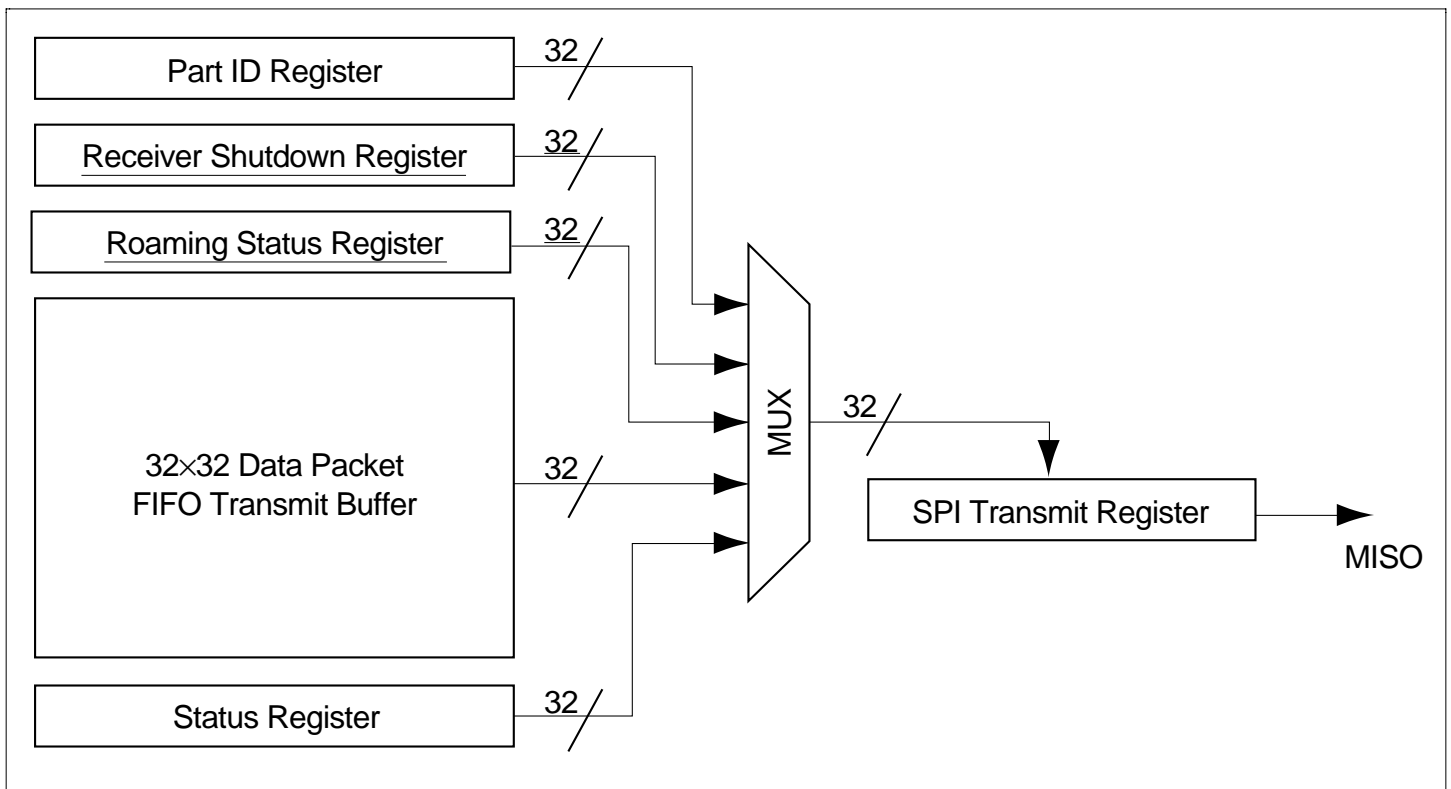 Part ID Register
32
Receiver Shutdown Register
32
Roaming Status Register
32
32×32 Data Packet
FIFO Transmit Buffer
32
Status Register
32
MUX
32
SPI Transmit Register
MISO